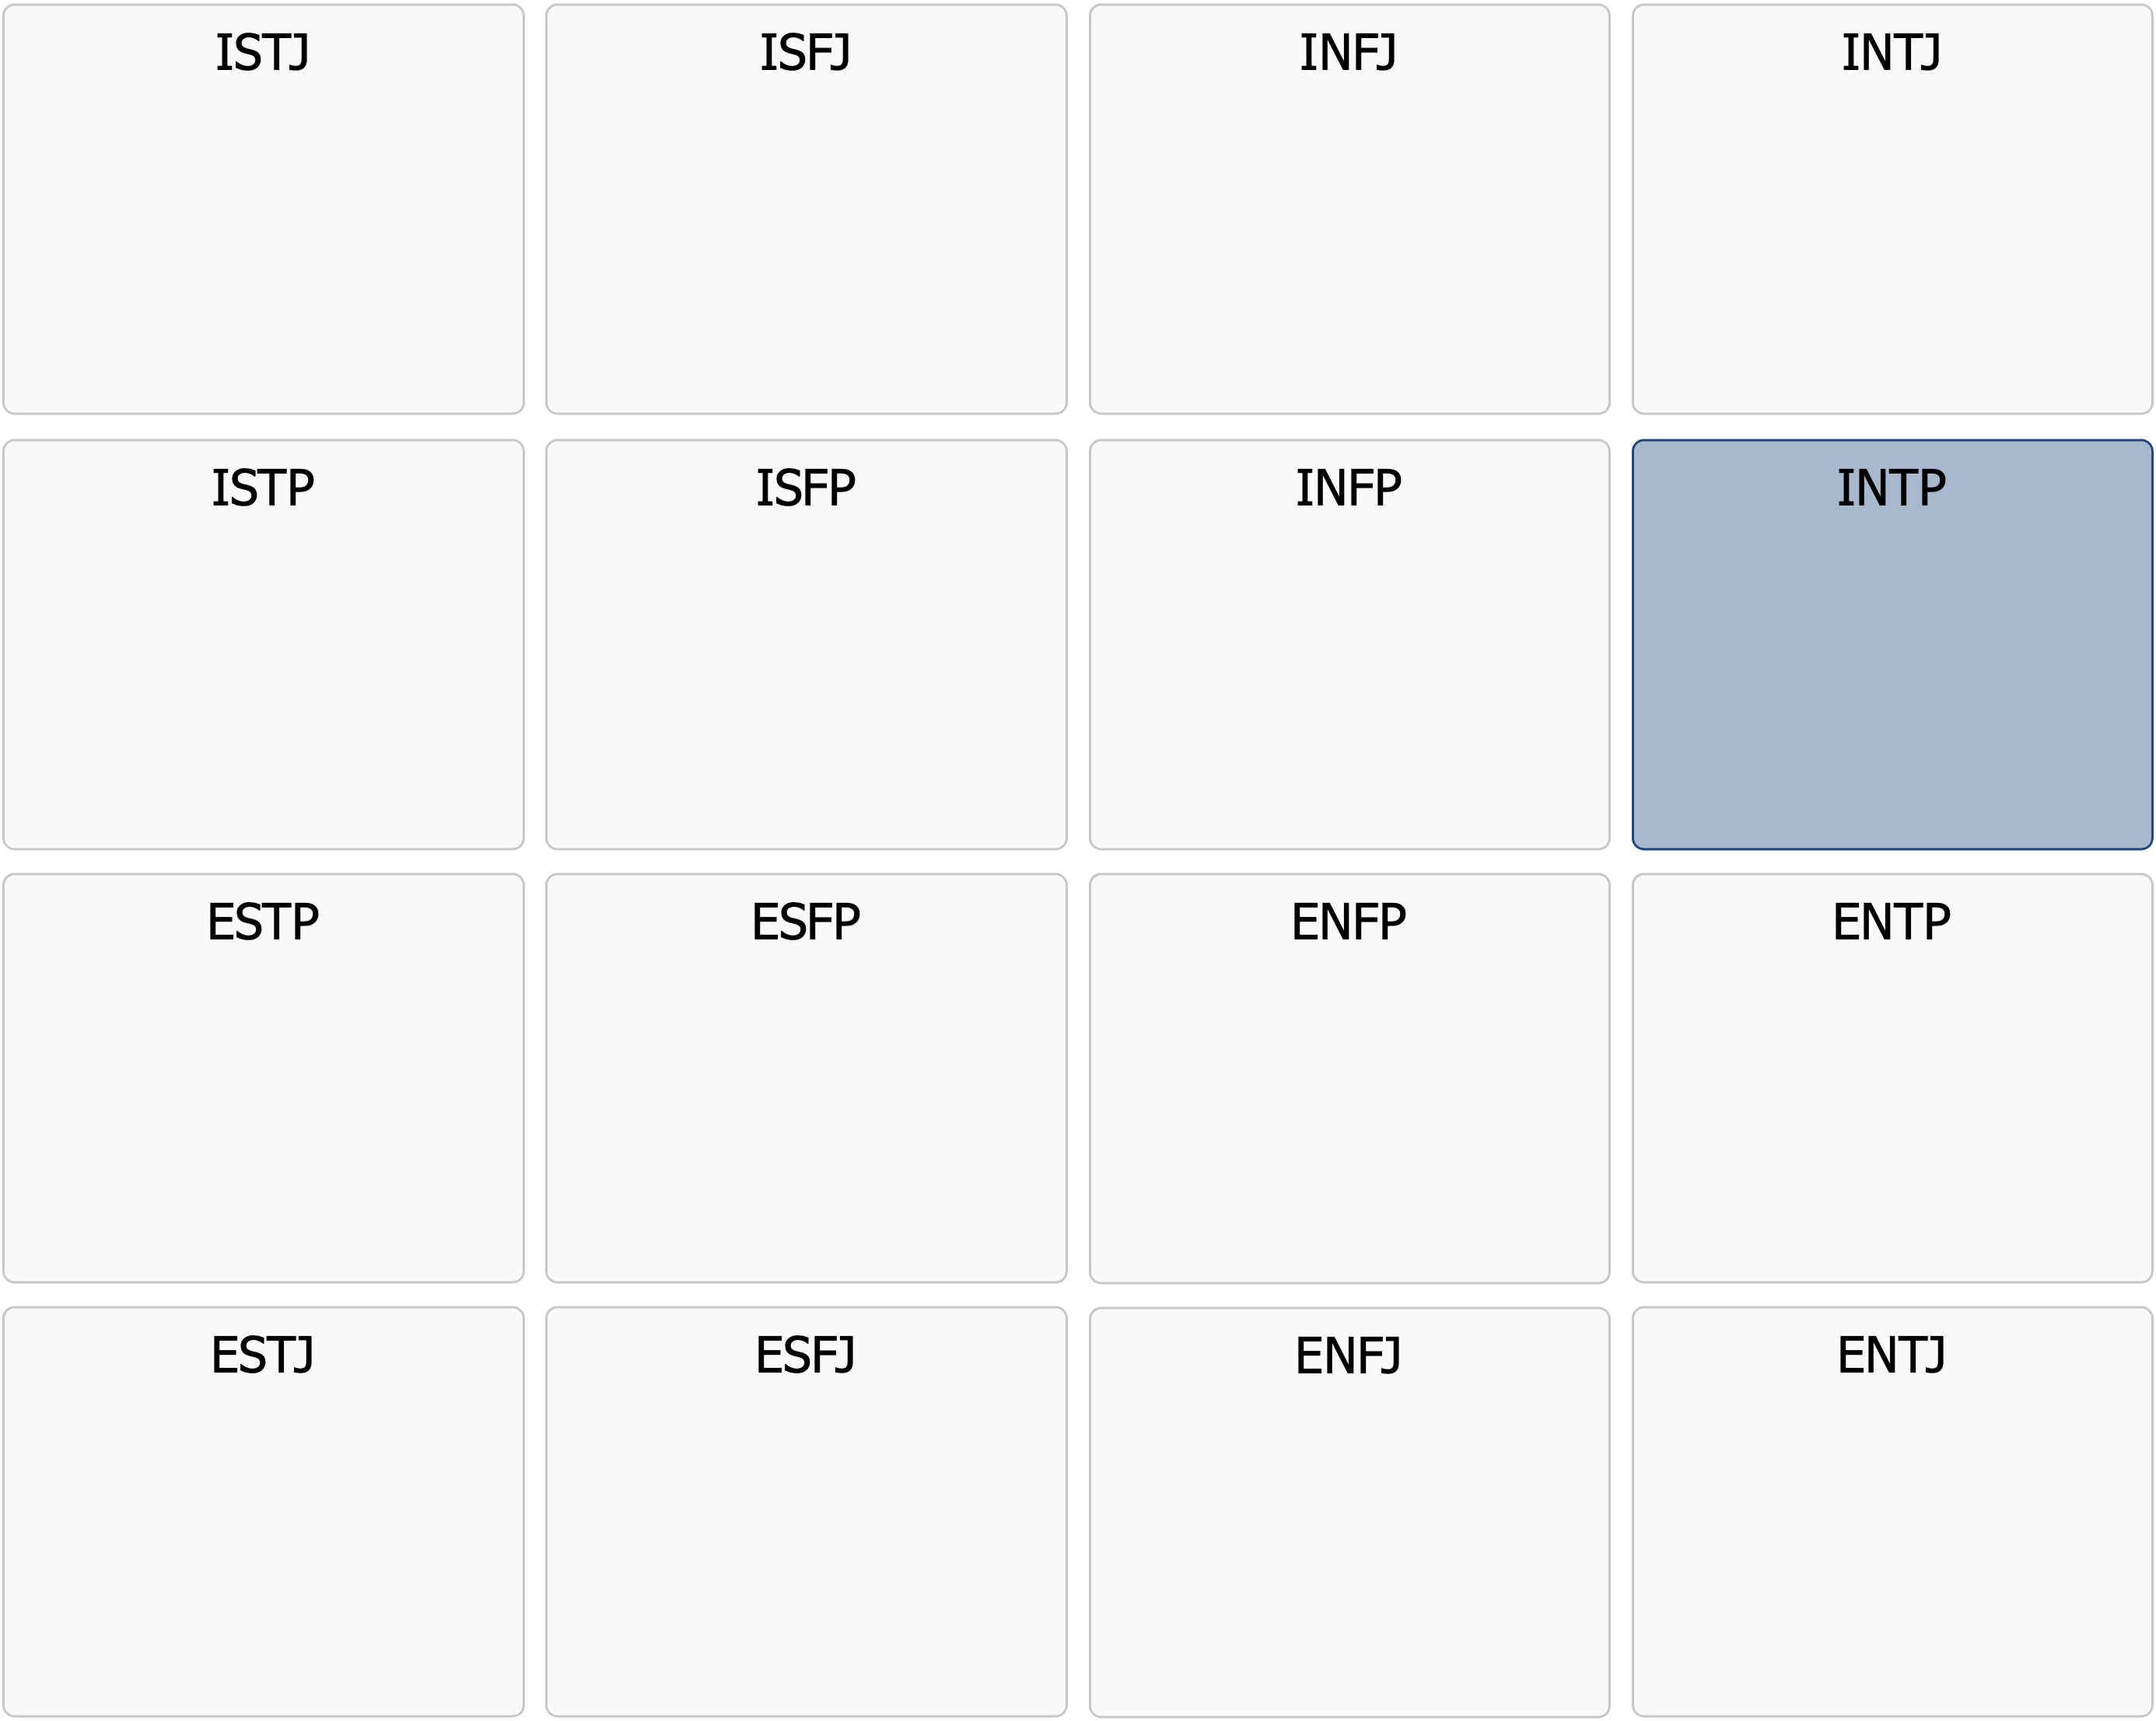 ISTJ
ISFJ
INFJ
INTJ
ISTP
ISFP
INFP
INTP
ESTP
ESFP
ENFP
ENTP
ESTJ
ESFJ
ENFJ
ENTJ